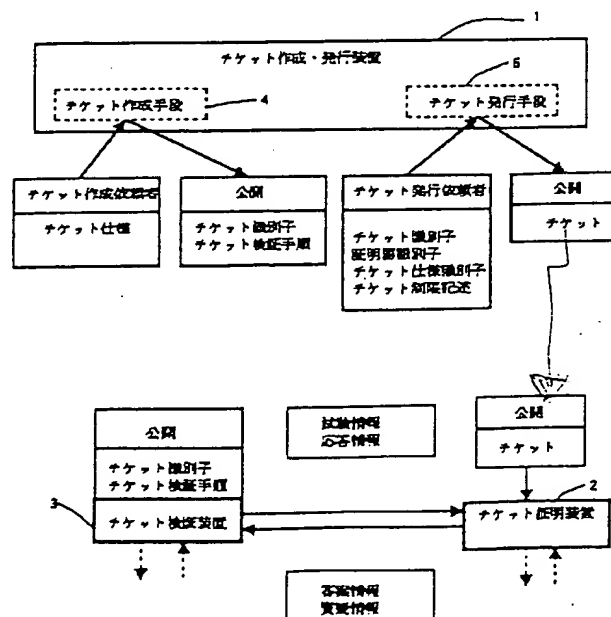 1
チケット作成・発行装置
5
チケット作成手段
4
チケット発行手段
チケット作成依頼者
チケット仕様
公開
チケット識別子
チケット検証手順
チケット発行依頼者
チケット識別子
証明器識別子
チケット仕様識別子
チケット制限記述
公開
チケット
公開
チケット識別子
チケット検証手順
3
チケット検証装置
試験情報
応答情報
公開
チケット
2
チケット証明装置
答案情報
質疑情報